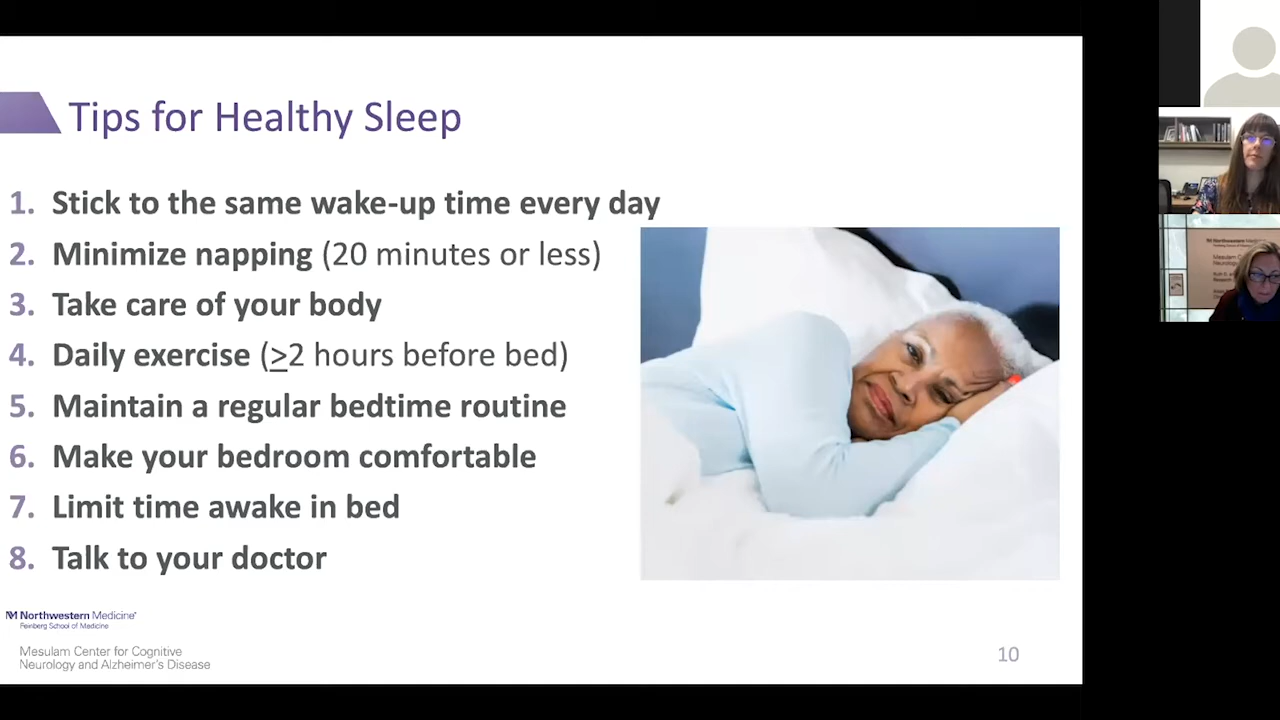 Tips for Healthy Sleep
1. Stick to the same wake-up time every day
2. Minimize napping (20 minutes or less)
3. Take care of your body
4. Daily exercise (>2 hours before bed)
5. Maintain a regular bedtime routine
6. Make your bedroom comfortable
7. Limit time awake in bed
8. Talk to your doctor
Northwestern Medicine
Feinberg School of Medicine
Mesulam Center for Cognitive
Neurology and Alzheimer's Disease
10